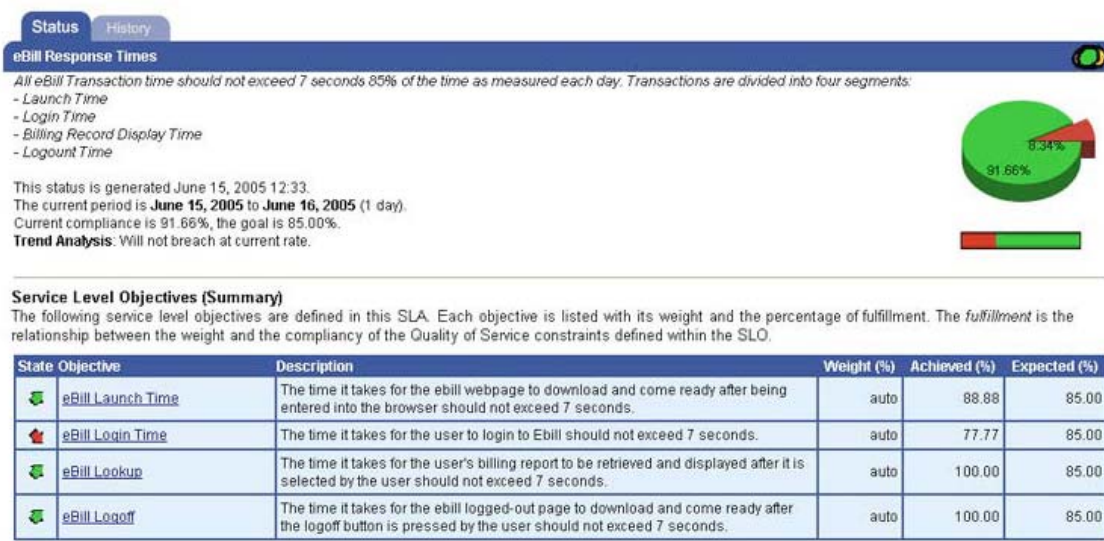 Status
History
eBill Response Times
All eBill Transaction time should not exceed 7 seconds 85% of the time as measured each day. Transactions are divided into four segments:
- Launch Time
- Login Time
- Billing Record Display Time
- Logount Time
8.34%
91.66%
This status is generated June 15, 2005 12:33.
The current period is June 15, 2005 to June 16, 2005 (1 day).
Current compliance is 91.66%, the goal is 85.00%.
Trend Analysis: Will not breach at current rate.
Service Level Objectives (Summary)
The following service level objectives are defined in this SLA. Each objective is listed with its weight and the percentage of fulfillment. The fulfillment is the
relationship between the weight and the compliancy of the Quality of Service constraints defined within the SLO.
State Objective Description Weight (%) Achieved (%) Expected (%)
eBill Launch Time The time it takes for the ebill webpage to download and come ready after being auto 88.88 85.00
entered into the browser should not exceed 7 seconds.
eBill Login Time The time it takes for the user to login to Ebill should not exceed 7 seconds. auto 77.77 85.00
eBill Lookup The time it takes for the user's billing report to be retrieved and displayed after it is auto 100.00 85.00
selected by the user should not exceed 7 seconds.
eBill Logoff The time it takes for the ebill logged-out page to download and come ready after auto 100.00 85.00
the logoff button is pressed by the user should not exceed 7 seconds.